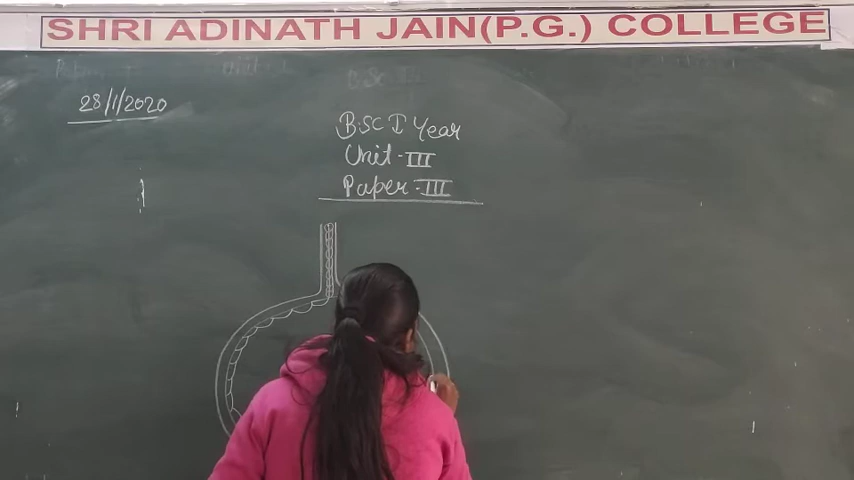 SHRI ADINATH JAIN(P.G.) COLLEGE
28/1/2020
B.SC I Year
Unit-III
Paper-III